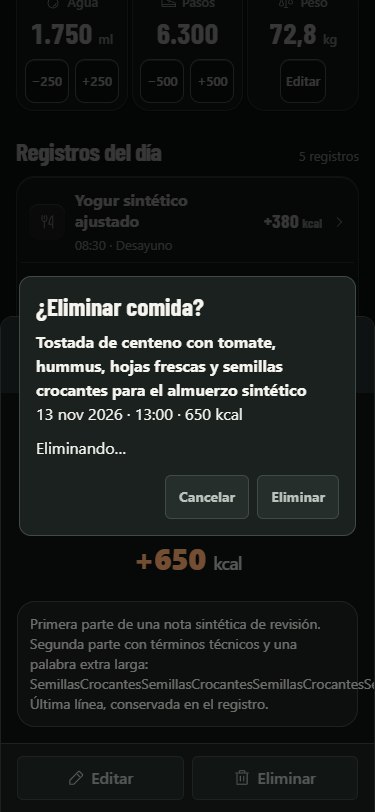 Agua
Pasos
Peso
1.750 ml
6.300
72,8 kg
−250
+250
−500
+500
Editar
Registros del día
5 registros
Yogur sintético
ajustado
+380 kcal
08:30 · Desayuno
¿Eliminar comida?
Tostada de centeno con tomate,
hummus, hojas frescas y semillas
crocantes para el almuerzo sintético
13 nov 2026 · 13:00 · 650 kcal
Eliminando...
Cancelar
Eliminar
+650 kcal
Primera parte de una nota sintética de revisión.
Segunda parte con términos técnicos y una
palabra extra larga:
SemillasCrocantesSemillasCrocantesSemillasCrocantesSe
Última línea, conservada en el registro.
Editar
Eliminar